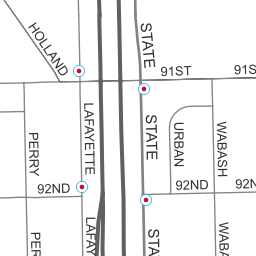 HOLLAND
STATE
91ST
91S
LAFAYETTE
STATE
PERRY
URBAN
WABASH
92ND
92ND
92N
LAFAY
STA
PER
WABA